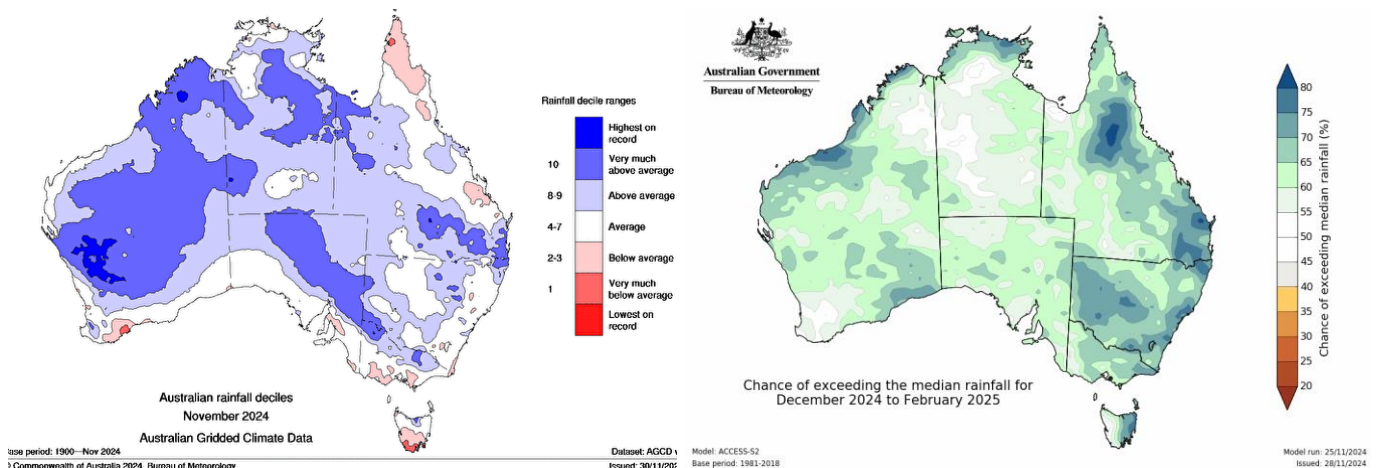 Rainfall decile ranges
Highest on
record
10
Very much
above average
8-9
Above average
4-7
Average
2-3
Below average
1
Very much
below average
Lowest on
record
Australian rainfall deciles
November 2024
Australian Gridded Climate Data
Base period: 1900—Nov 2024
Dataset: AGCD v
© Commonwealth of Australia 2024, Bureau of Meteorology
Issued: 30/11/202
Australian Government
Bureau of Meteorology
80
75
70
65
60
55
50
45
40
35
30
25
20
Chance of exceeding median rainfall (%)
Chance of exceeding the median rainfall for
December 2024 to February 2025
Model: ACCESS-S2
Base period: 1981-2018
Model run: 25/11/2024
Issued: 28/11/2024